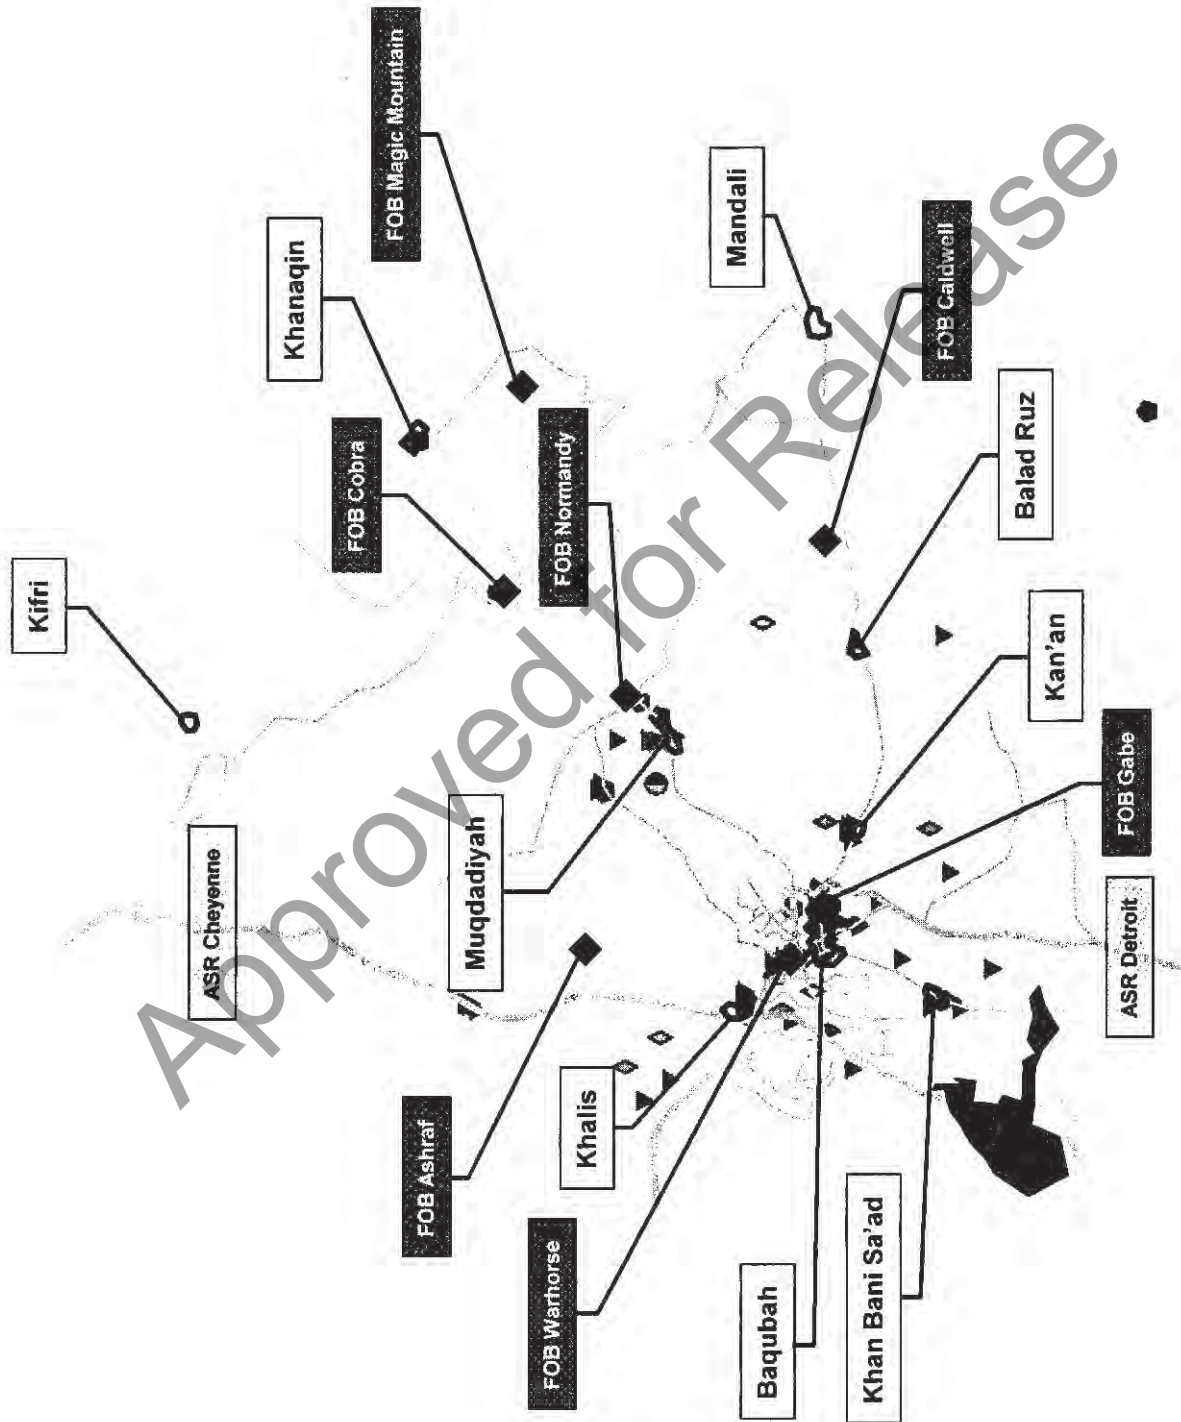 Kifri
ASR Cheyenne
Khanaqin
FOB Magic Mountain
FOB Cobra
Muqdadiyah
FOB Normandy
FOB Ashraf
Khalis
FOB Warhorse
Mandali
FOB Caldwell
Balad Ruz
Kan'an
FOB Gabe
ASR Detroit
Baqubah
Khan Bani Sa'ad
Approved for Release